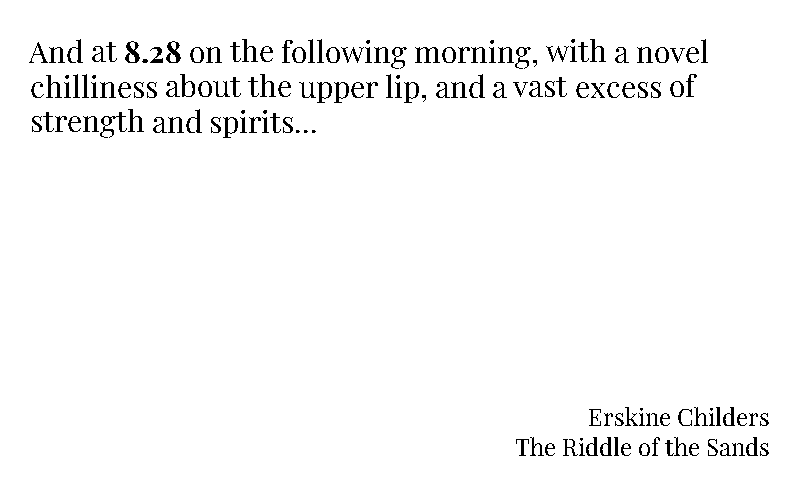 And at 8.28 on the following morning, with a novel
chilliness about the upper lip, and a vast excess of
strength and spirits...
Erskine Childers
The Riddle of the Sands